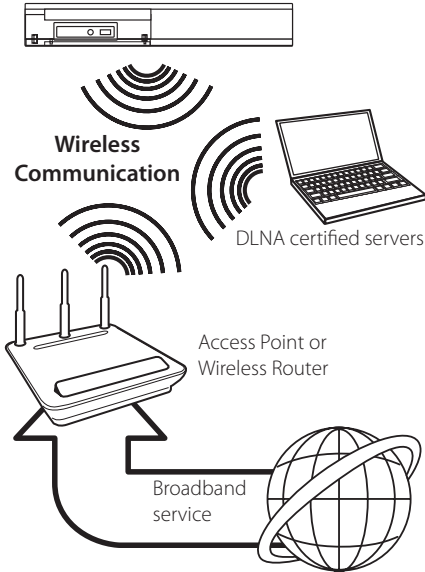 Wireless
Communication
DLNA certified servers
Access Point or
Wireless Router
Broadband
service